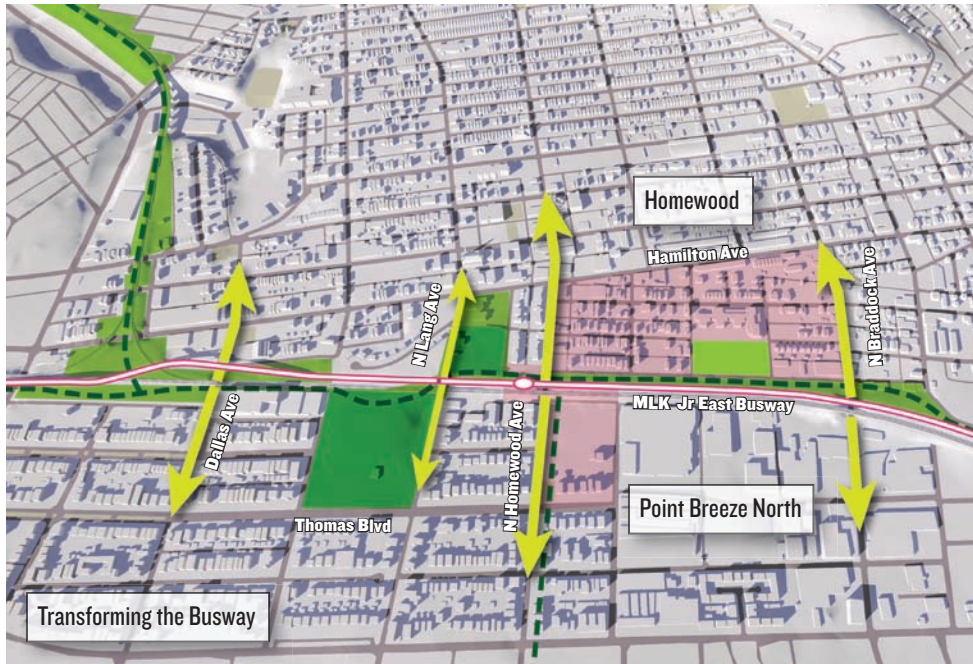 Homewood
Hamilton Ave
N Braddock Ave
N Lang Ave
MLK Jr East Busway
Dallas Ave
N Homewood Ave
Point Breeze North
Thomas Blvd
Transforming the Busway